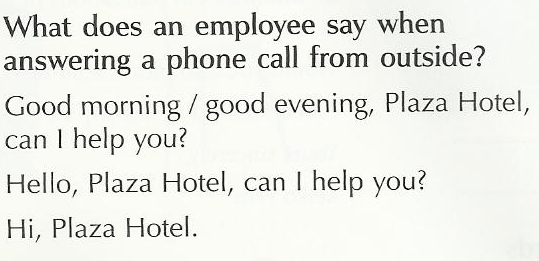 What does an employee say when
answering a phone call from outside?
Good morning / good evening, Plaza Hotel,
can I help you?
Hello, Plaza Hotel, can I help you?
Hi, Plaza Hotel.